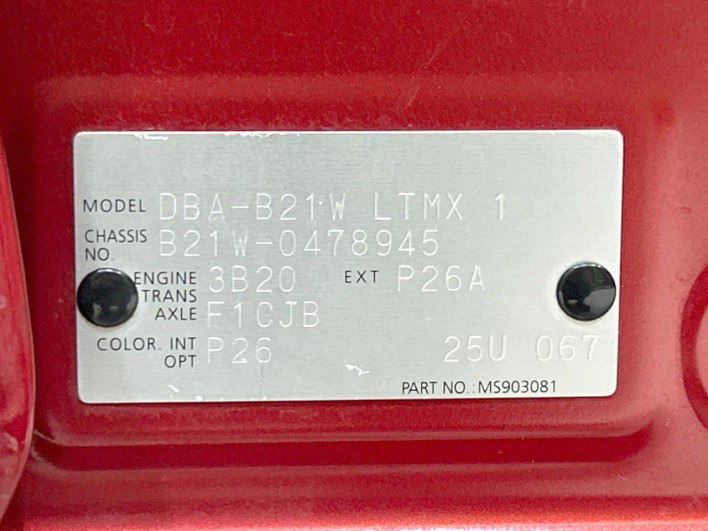 MODEL DBA-B21W LTMX 1
CHASSIS NO. B21W-0478945
ENGINE 3B20 EXT P26A
TRANS AXLE F1CJB
COLOR. INT OPT P26 25U 067
PART NO.: MS903081